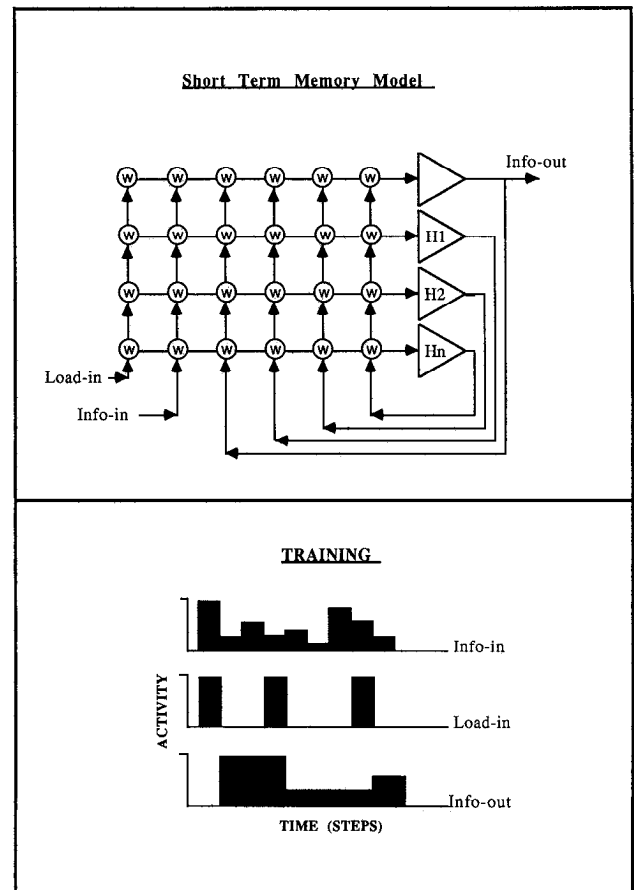 Short Term Memory Model
w w w w w w
Info-out
w w w w w w H1
w w w w w w H2
w w w w w w Hn
Load-in
Info-in
TRAINING
Info-in
Load-in
Info-out
ACTIVITY
TIME (STEPS)